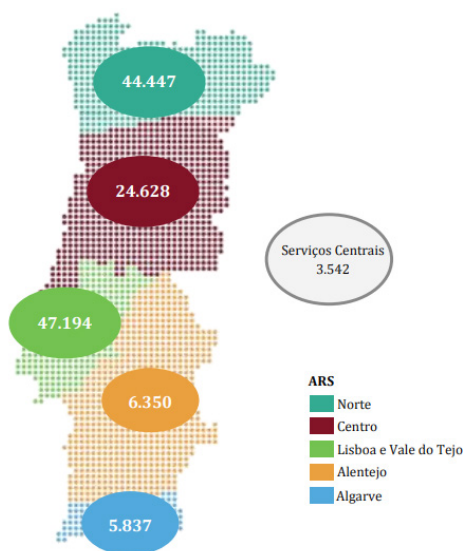 44.447
24.628
Serviços Centrais
3.542
47.194
6.350
5.837
ARS
Norte
Centro
Lisboa e Vale do Tejo
Alentejo
Algarve